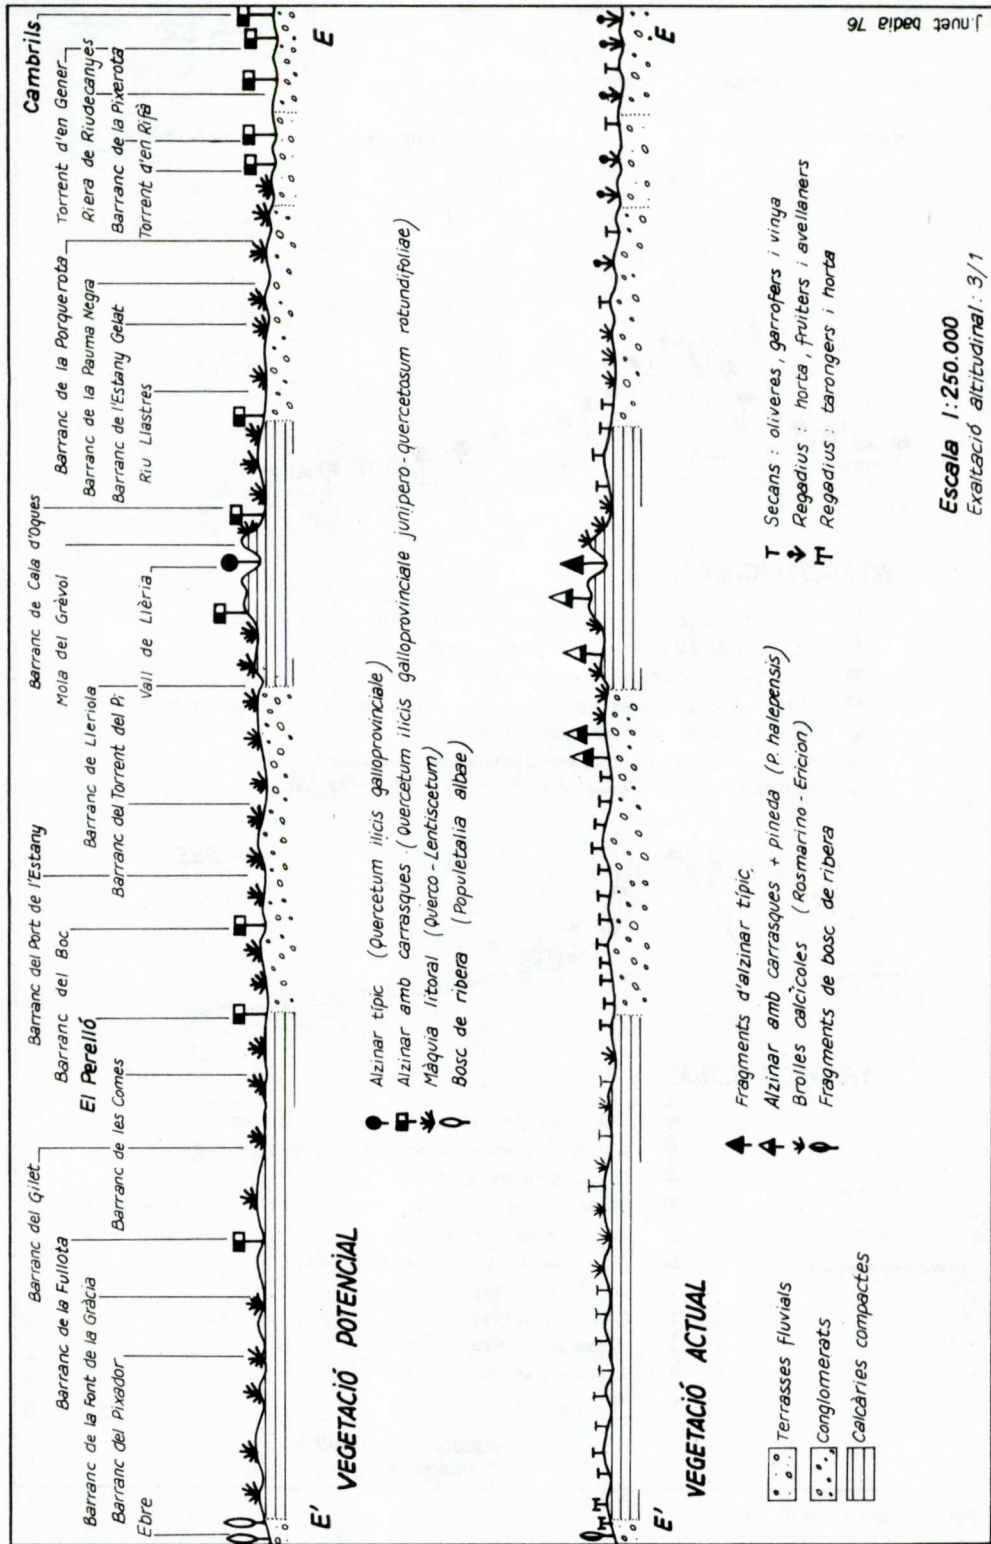 Barranc del Gilet
Barranc de la Fullota
Barranc de la Font de la Gràcia
Barranc del Pixador
Ebre
Barranc de les Comes
El Perelló
Barranc del Port de l'Estany
Barranc del Boc
Barranc de Lleriola
Barranc del Torrent del Pi
Barranc de Cala d'Oques
Mola del Grèvol
Vall de Llèria
Barranc de la Porquerota
Barranc de la Pauma Negra
Barranc de l'Estany Gelat
Riu Llastres
Cambrils
Torrent d'en Gener
Riera de Riudecanyes
Barranc de la Pixerota
Torrent d'en Rifà
E'
E
VEGETACIÓ POTENCIAL
Alzinar típic (Quercetum ilicis galloprovinciale)
Alzinar amb carrasques (Quercetum ilicis galloprovinciale junipero-quercetosum rotundifoliae)
Màquia litoral (Querco-Lentiscetum)
Bosc de ribera (Populetalia albae)
E'
E
VEGETACIÓ ACTUAL
Terrasses fluvials
Conglomerats
Calcàries compactes
Fragments d'alzinar típic
Alzinar amb carrasques + pineda (P. halepensis)
Brolles calcícoles (Rosmarino-Ericion)
Fragments de bosc de ribera
Secans: oliveres, garrofers i vinya
Regadius: horta, fruiters i avellaners
Regadius: tarongers i horta
Escala 1:250.000
Exaltació altitudinal: 3/1
j. nuet badia 76